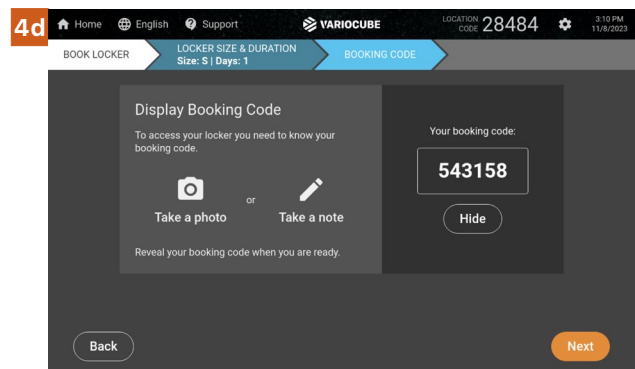 4d
Home English Support VARIOCUBE LOCATION CODE 28484 3:10 PM 11/8/2023
BOOK LOCKER
LOCKER SIZE & DURATION
Size: S | Days: 1
BOOKING CODE
Display Booking Code
To access your locker you need to know your
booking code.
Take a photo
or
Take a note
Reveal your booking code when you are ready.
Your booking code:
543158
Hide
Back
Next